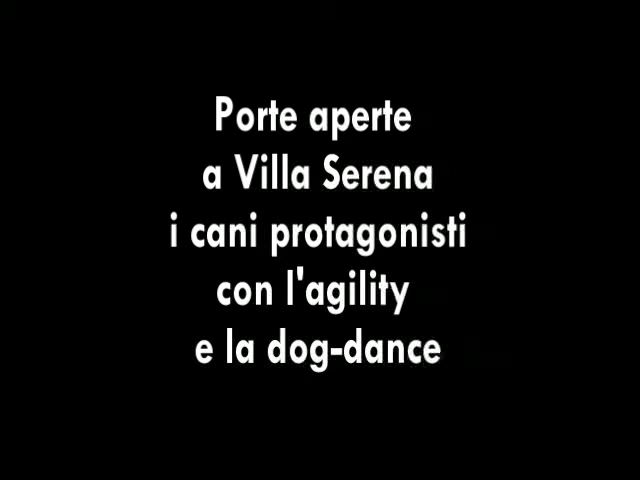 Porte aperte
a Villa Serena
i cani protagonisti
con l'agility
e la dog-dance